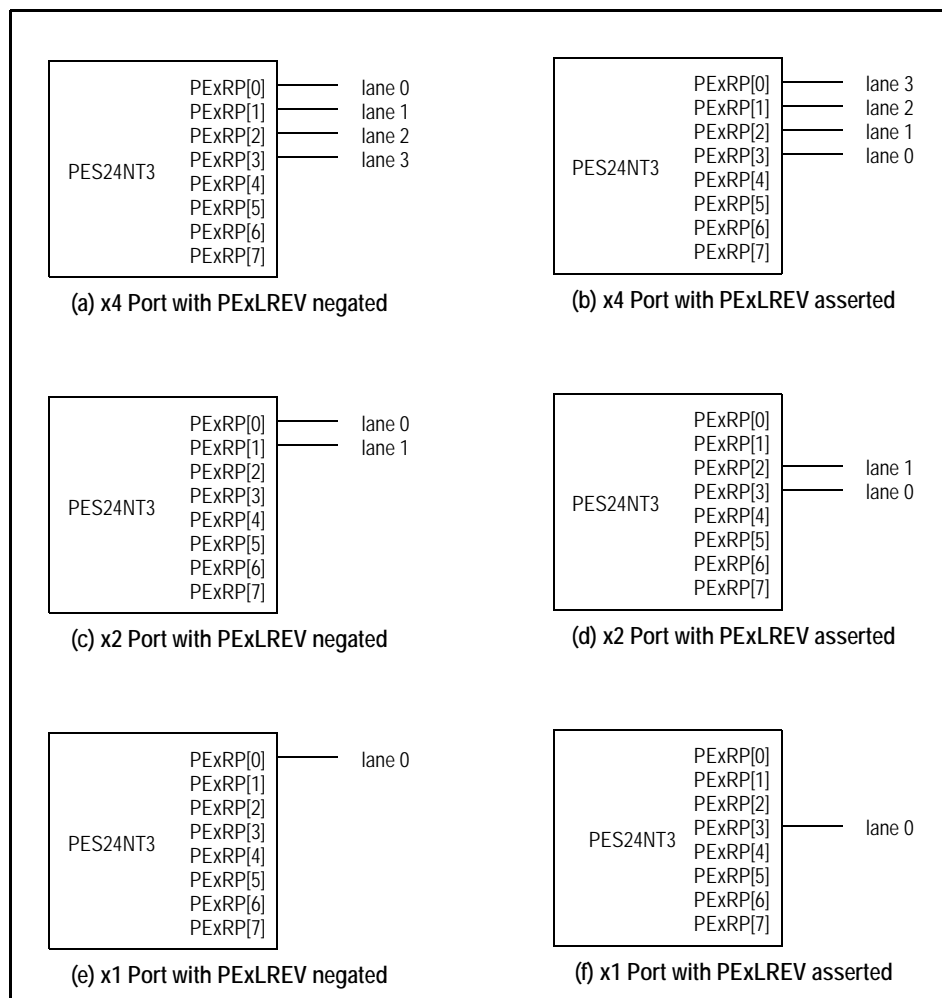 PES24NT3
PExRP[0] lane 0
PExRP[1] lane 1
PExRP[2] lane 2
PExRP[3] lane 3
PExRP[4]
PExRP[5]
PExRP[6]
PExRP[7]
(a) x4 Port with PExLREV negated
PES24NT3
PExRP[0] lane 3
PExRP[1] lane 2
PExRP[2] lane 1
PExRP[3] lane 0
PExRP[4]
PExRP[5]
PExRP[6]
PExRP[7]
(b) x4 Port with PExLREV asserted
PES24NT3
PExRP[0] lane 0
PExRP[1] lane 1
PExRP[2]
PExRP[3]
PExRP[4]
PExRP[5]
PExRP[6]
PExRP[7]
(c) x2 Port with PExLREV negated
PES24NT3
PExRP[0]
PExRP[1]
PExRP[2] lane 1
PExRP[3] lane 0
PExRP[4]
PExRP[5]
PExRP[6]
PExRP[7]
(d) x2 Port with PExLREV asserted
PES24NT3
PExRP[0] lane 0
PExRP[1]
PExRP[2]
PExRP[3]
PExRP[4]
PExRP[5]
PExRP[6]
PExRP[7]
(e) x1 Port with PExLREV negated
PES24NT3
PExRP[0]
PExRP[1]
PExRP[2]
PExRP[3] lane 0
PExRP[4]
PExRP[5]
PExRP[6]
PExRP[7]
(f) x1 Port with PExLREV asserted